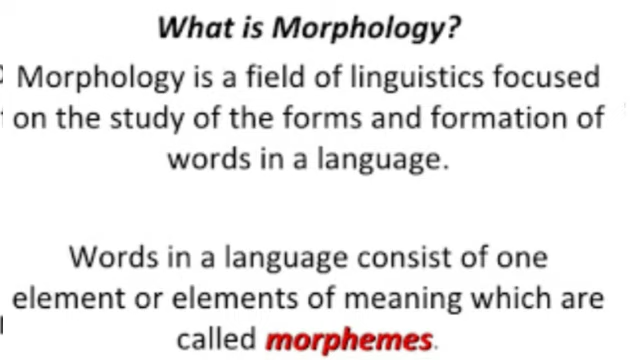 What is Morphology?
Morphology is a field of linguistics focused
on the study of the forms and formation of
words in a language.
Words in a language consist of one
element or elements of meaning which are
called morphemes.